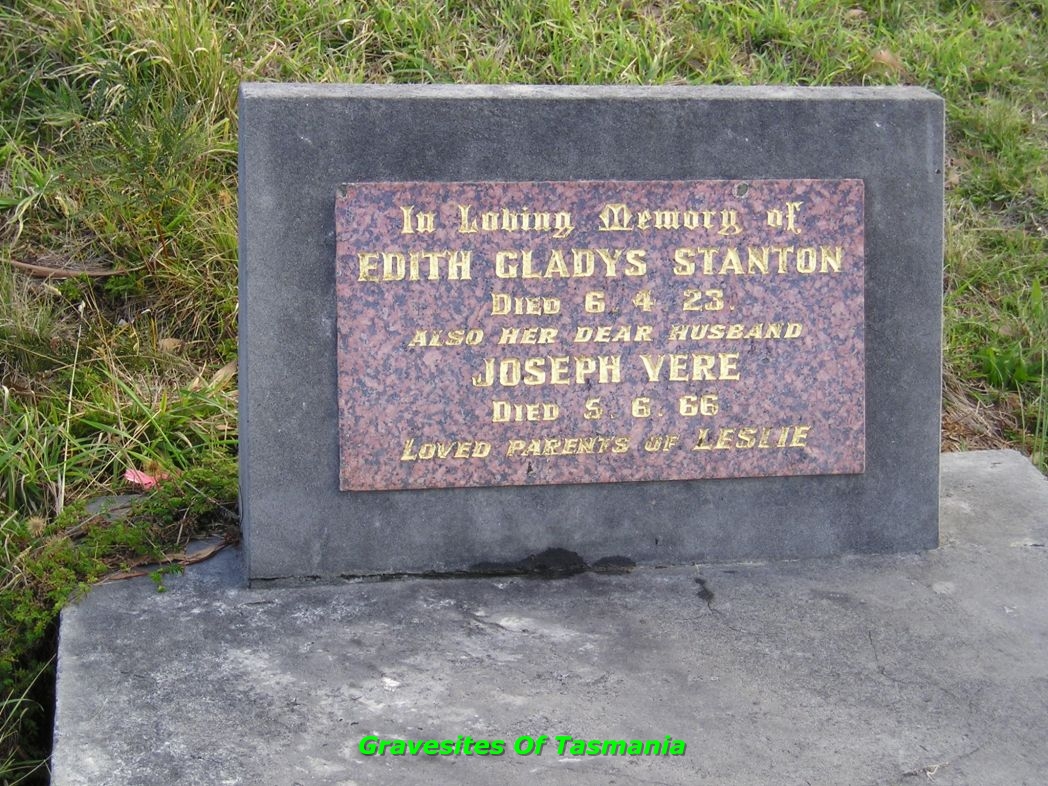 In Loving Memory of
EDITH GLADYS STANTON
DIED 6. 4 23.
ALSO HER DEAR HUSBAND
JOSEPH VERE
DIED 5. 6. 66
LOVED PARENTS OF LESLIE
Gravesites Of Tasmania